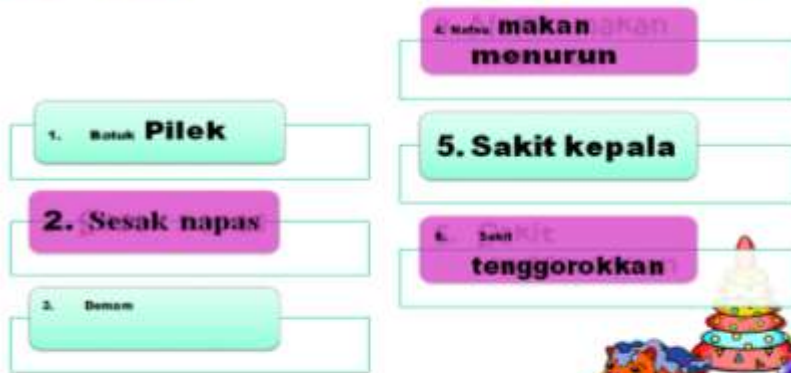 1. Batuk Pilek
2. Sesak napas
3. Demam
4. Nafsu makan
menurun
5. Sakit kepala
6. Sakit
tenggorokkan